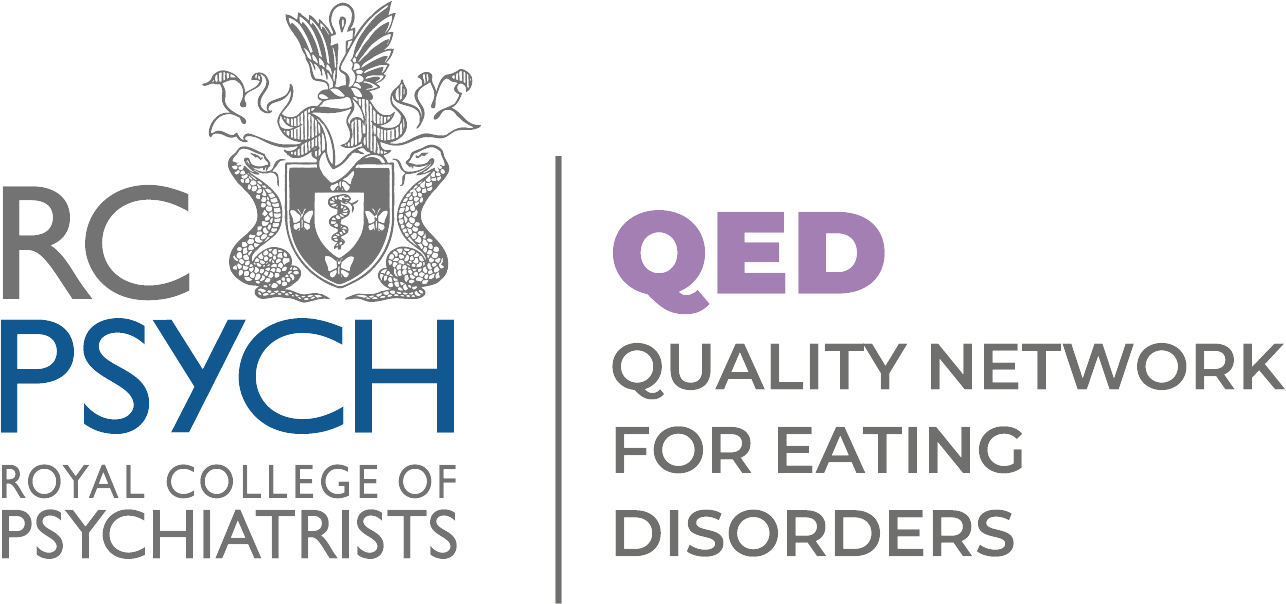 RC
PSYCH
ROYAL COLLEGE OF
PSYCHIATRISTS
QED
QUALITY NETWORK
FOR EATING
DISORDERS